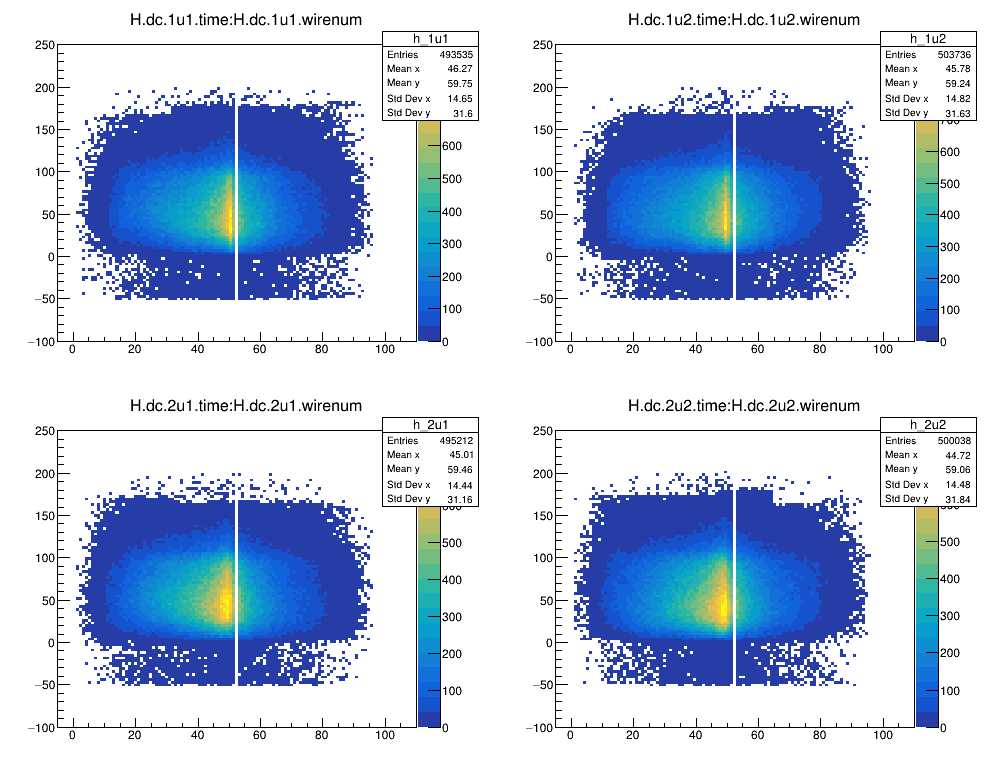 H.dc.1u1.time:H.dc.1u1.wirenum
h_1u1
Entries 493535
Mean x 46.27
Mean y 59.75
Std Dev x 14.65
Std Dev y 31.6
250
200
150
100
50
0
−50
−100
0 20 40 60 80 100
600
500
400
300
200
100
0
H.dc.1u2.time:H.dc.1u2.wirenum
h_1u2
Entries 503736
Mean x 45.78
Mean y 59.24
Std Dev x 14.82
Std Dev y 31.63
250
200
150
100
50
0
−50
−100
0 20 40 60 80 100
700
600
500
400
300
200
100
0
H.dc.2u1.time:H.dc.2u1.wirenum
h_2u1
Entries 495212
Mean x 45.01
Mean y 59.46
Std Dev x 14.44
Std Dev y 31.16
250
200
150
100
50
0
−50
−100
0 20 40 60 80 100
600
500
400
300
200
100
0
H.dc.2u2.time:H.dc.2u2.wirenum
h_2u2
Entries 500038
Mean x 44.72
Mean y 59.06
Std Dev x 14.48
Std Dev y 31.84
250
200
150
100
50
0
−50
−100
0 20 40 60 80 100
500
400
300
200
100
0